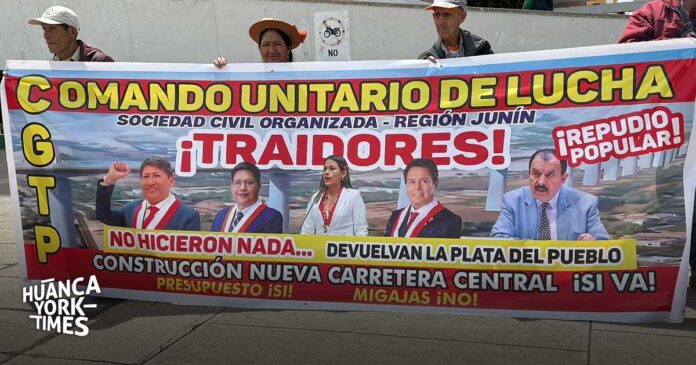 NO
CGTP
COMANDO UNITARIO DE LUCHA
SOCIEDAD CIVIL ORGANIZADA - REGIÓN JUNÍN
¡TRAIDORES!
¡REPUDIO
POPULAR!
NO HICIERON NADA... DEVUELVAN LA PLATA DEL PUEBLO
CONSTRUCCIÓN NUEVA CARRETERA CENTRAL ¡SI VA!
PRESUPUESTO ¡SI! MIGAJAS ¡NO!
HUANCA
YORK
TIMES